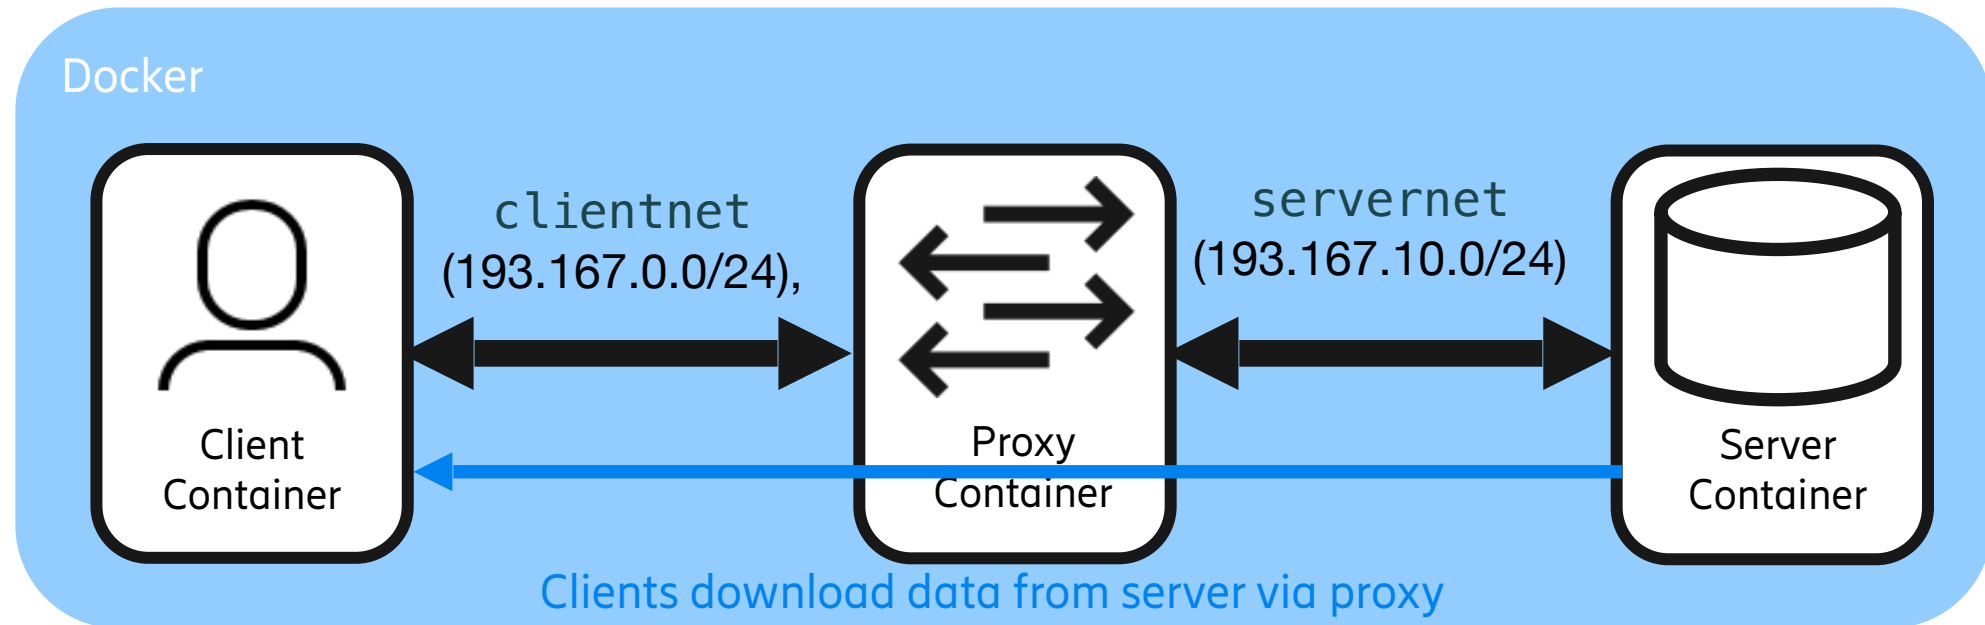 Docker
clientnet
(193.167.0.0/24),
servernet
(193.167.10.0/24)
Client
Container
Proxy
Container
Server
Container
Clients download data from server via proxy